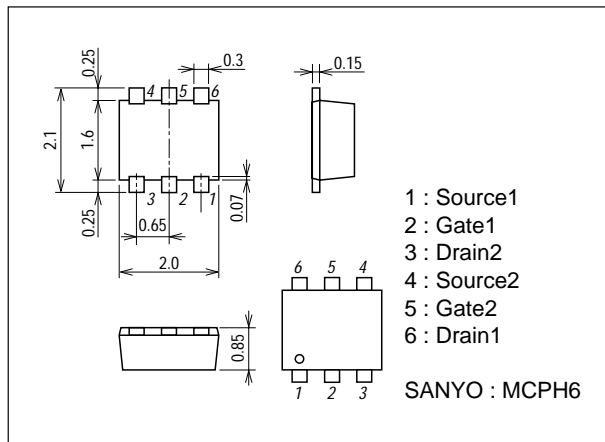 0.25
0.3
0.15
4 5 6
2.1
1.6
0.25
3 2 1
0.07
0.65
2.0
1 : Source1
2 : Gate1
3 : Drain2
4 : Source2
5 : Gate2
6 : Drain1
6 5 4
0.85
1 2 3
SANYO : MCPH6